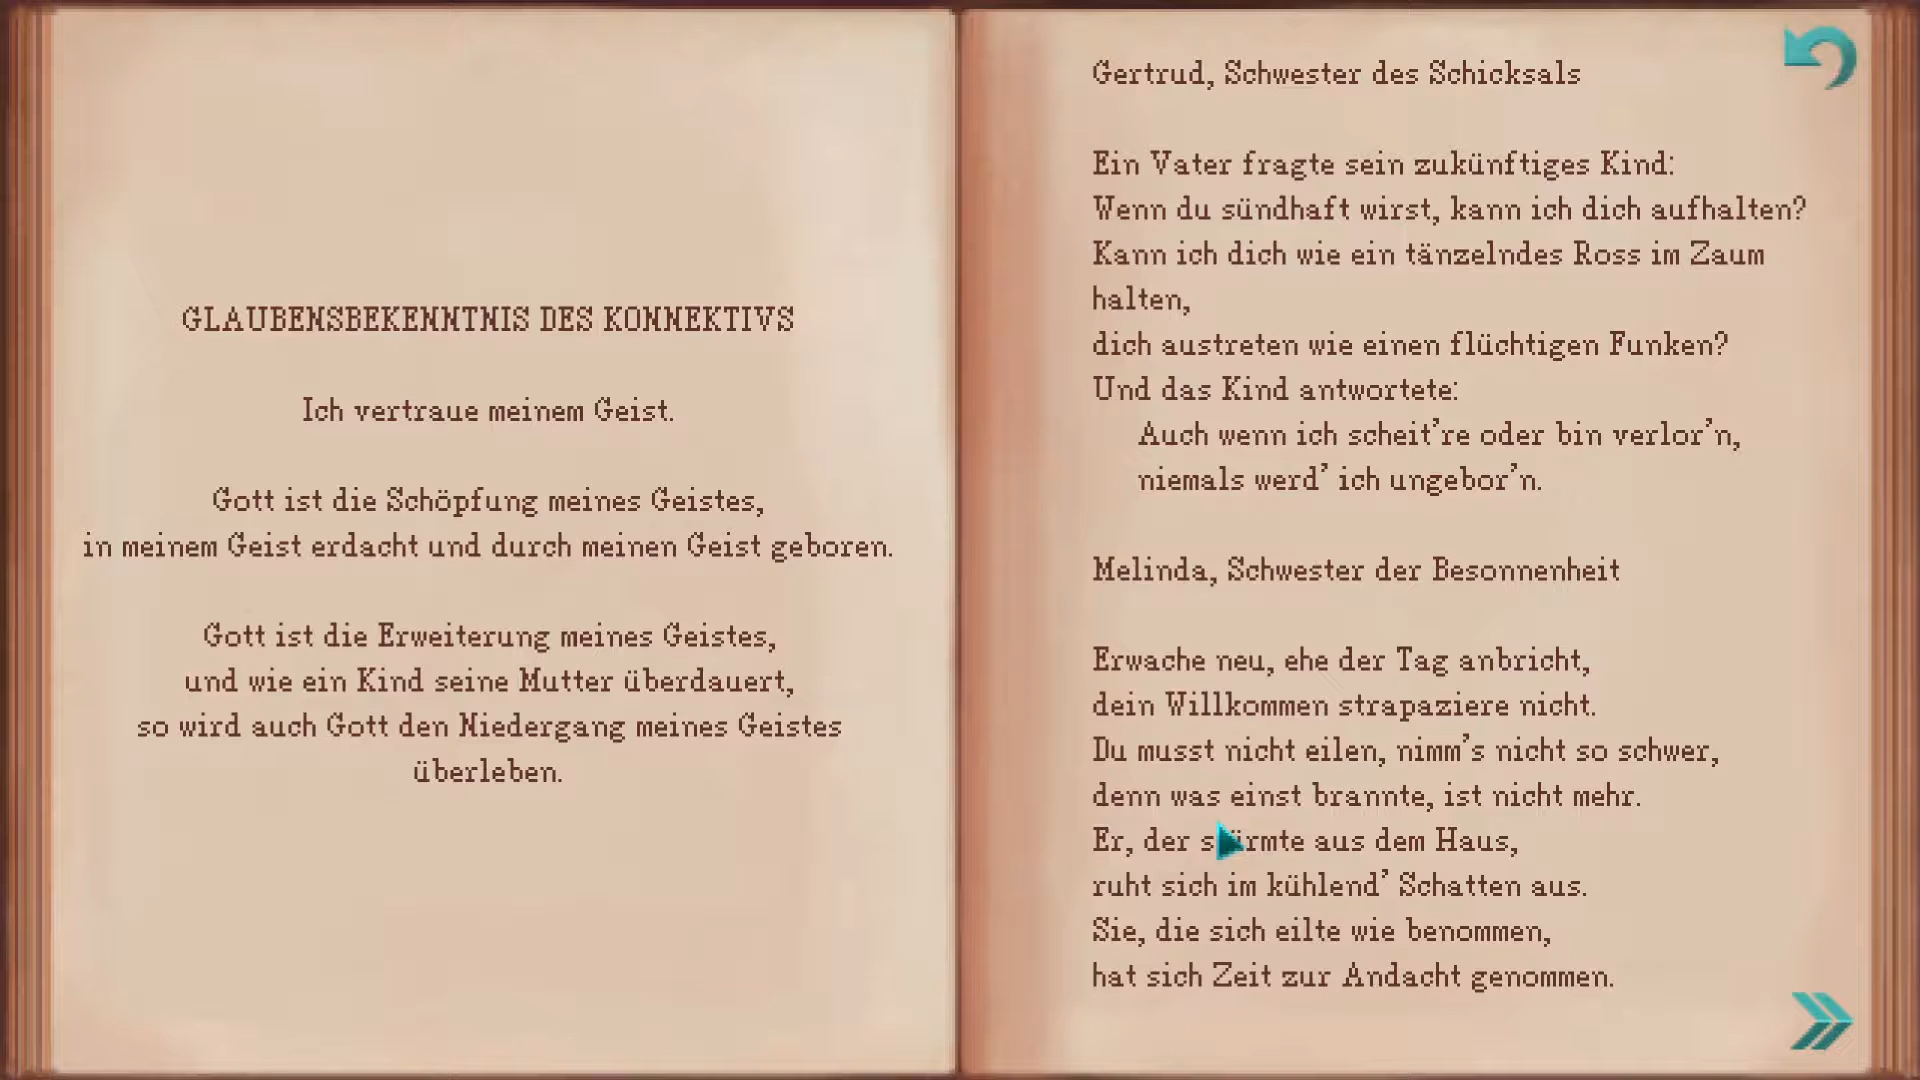 GLAUBENSBEKENNTNIS DES KONNEKTIVS
Ich vertraue meinem Geist.
Gott ist die Schöpfung meines Geistes,
in meinem Geist erdacht und durch meinen Geist geboren.
Gott ist die Erweiterung meines Geistes,
und wie ein Kind seine Mutter überdauert,
so wird auch Gott den Niedergang meines Geistes
überleben.
Gertrud, Schwester des Schicksals
Ein Vater fragte sein zukünftiges Kind:
Wenn du sündhaft wirst, kann ich dich aufhalten?
Kann ich dich wie ein tänzelndes Ross im Zaum
halten,
dich austreten wie einen flüchtigen Funken?
Und das Kind antwortete:
Auch wenn ich scheit're oder bin verlor'n,
niemals werd' ich ungebor'n.
Melinda, Schwester der Besonnenheit
Erwache neu, ehe der Tag anbricht,
dein Willkommen strapaziere nicht.
Du musst nicht eilen, nimm's nicht so schwer,
denn was einst brannte, ist nicht mehr.
Er, der stürmte aus dem Haus,
ruht sich im kühlend' Schatten aus.
Sie, die sich eilte wie benommen,
hat sich Zeit zur Andacht genommen.